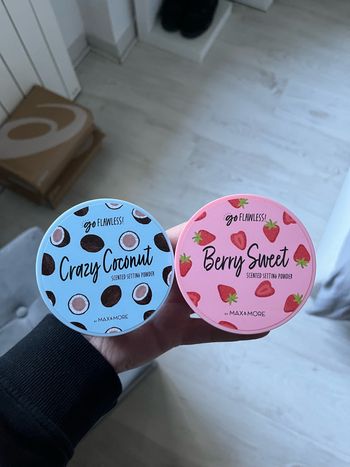 go FLAWLESS!
Crazy Coconut
SCENTED SETTING POWDER
BY MAX & MORE
go FLAWLESS!
Berry Sweet
SCENTED SETTING POWDER
BY MAX & MORE